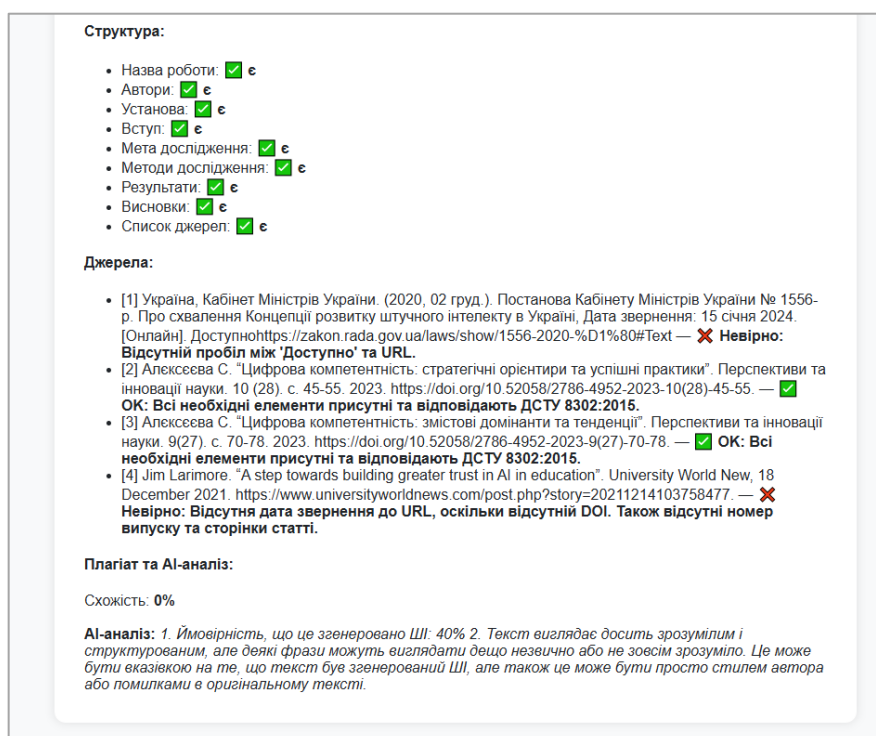 Структура:
• Назва роботи: ✅ є
• Автори: ✅ є
• Установа: ✅ є
• Вступ: ✅ є
• Мета дослідження: ✅ є
• Методи дослідження: ✅ є
• Результати: ✅ є
• Висновки: ✅ є
• Список джерел: ✅ є
Джерела:
• [1] Україна, Кабінет Міністрів України. (2020, 02 груд.). Постанова Кабінету Міністрів України № 1556-
р. Про схвалення Концепції розвитку штучного інтелекту в Україні, Дата звернення: 15 січня 2024.
[Онлайн]. Доступноhttps://zakon.rada.gov.ua/laws/show/1556-2020-%D1%80#Text — ❌ Невірно:
Відсутній пробіл між 'Доступно' та URL.
• [2] Алєксєєва С. “Цифрова компетентність: стратегічні орієнтири та успішні практики”. Перспективи та
інновації науки. 10 (28). с. 45-55. 2023. https://doi.org/10.52058/2786-4952-2023-10(28)-45-55. — ✅
OK: Всі необхідні елементи присутні та відповідають ДСТУ 8302:2015.
• [3] Алєксєєва С. “Цифрова компетентність: змістові домінанти та тенденції”. Перспективи та інновації
науки. 9(27). с. 70-78. 2023. https://doi.org/10.52058/2786-4952-2023-9(27)-70-78. — ✅ OK: Всі
необхідні елементи присутні та відповідають ДСТУ 8302:2015.
• [4] Jim Larimore. “A step towards building greater trust in AI in education”. University World New, 18
December 2021. https://www.universityworldnews.com/post.php?story=20211214103758477. — ❌
Невірно: Відсутня дата звернення до URL, оскільки відсутній DOI. Також відсутні номер
випуску та сторінки статті.
Плагіат та AI-аналіз:
Схожість: 0%
AI-аналіз: 1. Ймовірність, що це згенеровано ШІ: 40% 2. Текст виглядає досить зрозумілим і
структурованим, але деякі фрази можуть виглядати дещо незвично або не зовсім зрозуміло. Це може
бути вказівкою на те, що текст був згенерований ШІ, але також це може бути просто стилем автора
або помилками в оригінальному тексті.